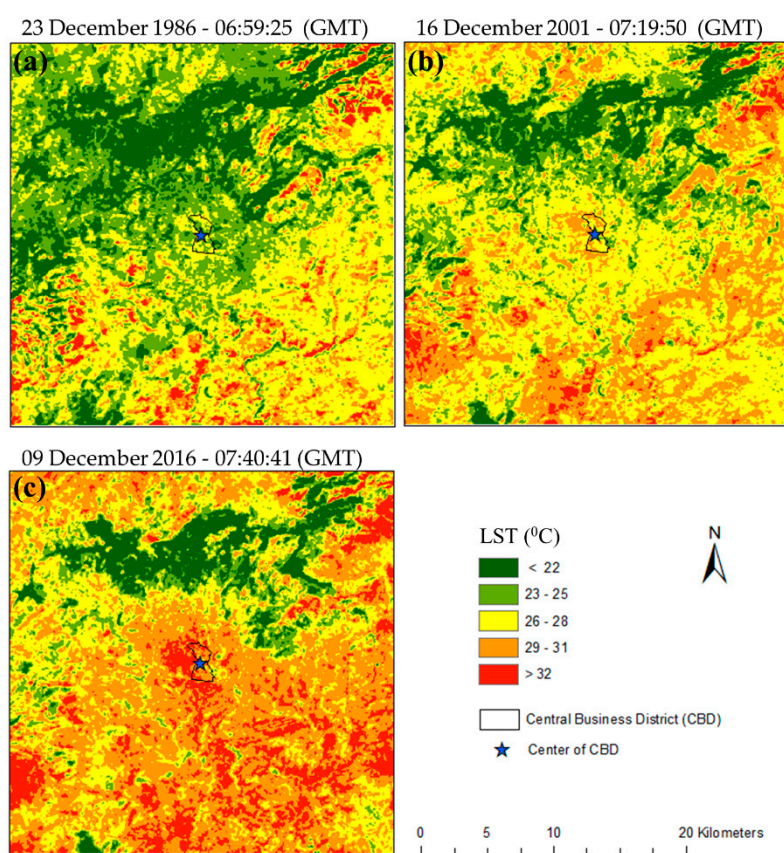 23 December 1986 - 06:59:25 (GMT)
16 December 2001 - 07:19:50 (GMT)
(a)
(b)
09 December 2016 - 07:40:41 (GMT)
(c)
LST (⁰C)
< 22
23 - 25
26 - 28
29 - 31
> 32
N
Central Business District (CBD)
Center of CBD
0 5 10 20 Kilometers